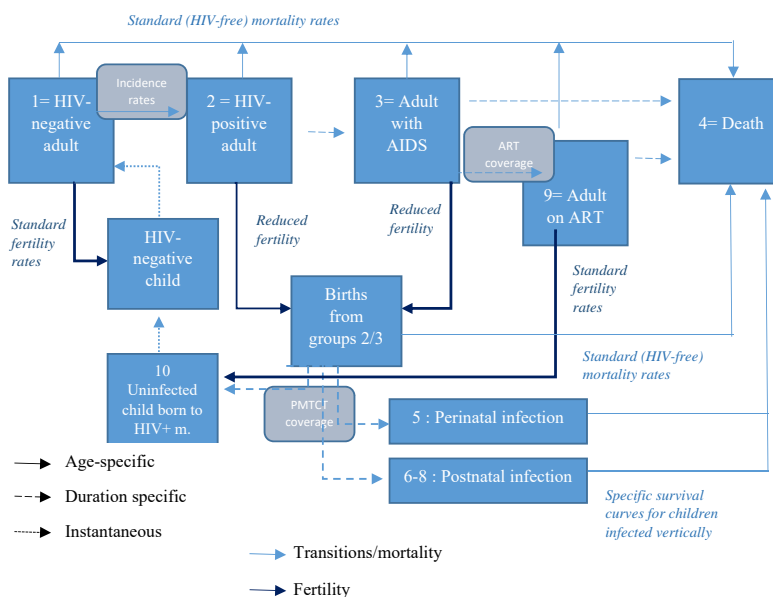 Standard (HIV-free) mortality rates
1= HIV-
negative
adult
Incidence
rates
2 = HIV-
positive
adult
3= Adult
with
AIDS
ART
coverage
4= Death
9= Adult
on ART
Standard
fertility
rates
HIV-
negative
child
Reduced
fertility
Reduced
fertility
Standard
fertility
rates
Births
from
groups 2/3
Standard (HIV-free)
mortality rates
10
Uninfected
child born to
HIV+ m.
PMTCT
coverage
5 : Perinatal infection
6-8 : Postnatal infection
Specific survival
curves for children
infected vertically
Age-specific
Duration specific
Instantaneous
Transitions/mortality
Fertility